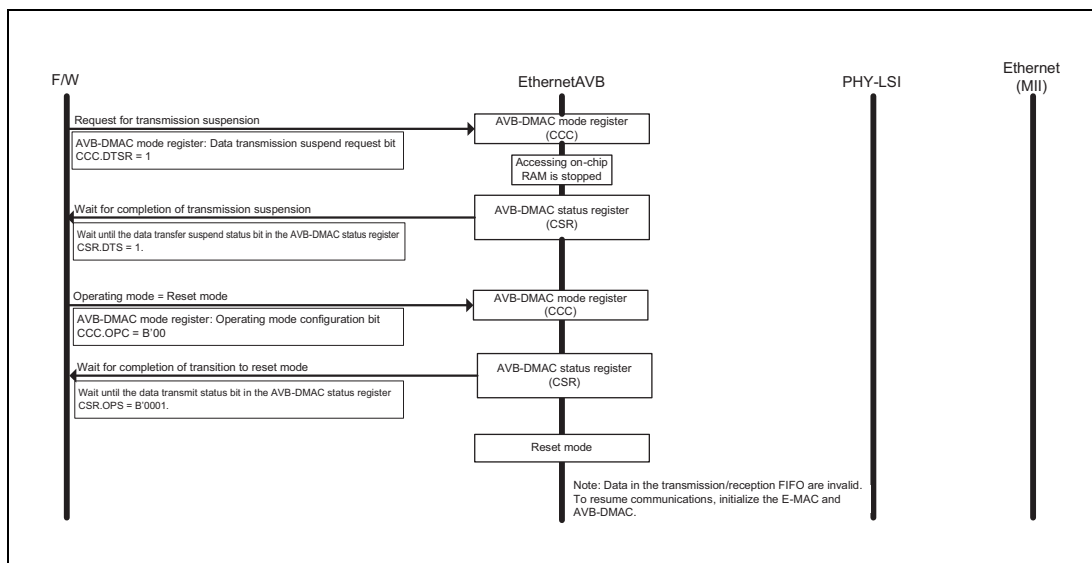 F/W
EthernetAVB
PHY-LSI
Ethernet
(MII)
Request for transmission suspension
AVB-DMAC mode register: Data transmission suspend request bit
CCC.DTSR = 1
AVB-DMAC mode register
(CCC)
Accessing on-chip
RAM is stopped
Wait for completion of transmission suspension
Wait until the data transfer suspend status bit in the AVB-DMAC status register
CSR.DTS = 1.
AVB-DMAC status register
(CSR)
Operating mode = Reset mode
AVB-DMAC mode register: Operating mode configuration bit
CCC.OPC = B'00
AVB-DMAC mode register
(CCC)
Wait for completion of transition to reset mode
Wait until the data transmit status bit in the AVB-DMAC status register
CSR.OPS = B'0001.
AVB-DMAC status register
(CSR)
Reset mode
Note: Data in the transmission/reception FIFO are invalid.
To resume communications, initialize the E-MAC and
AVB-DMAC.